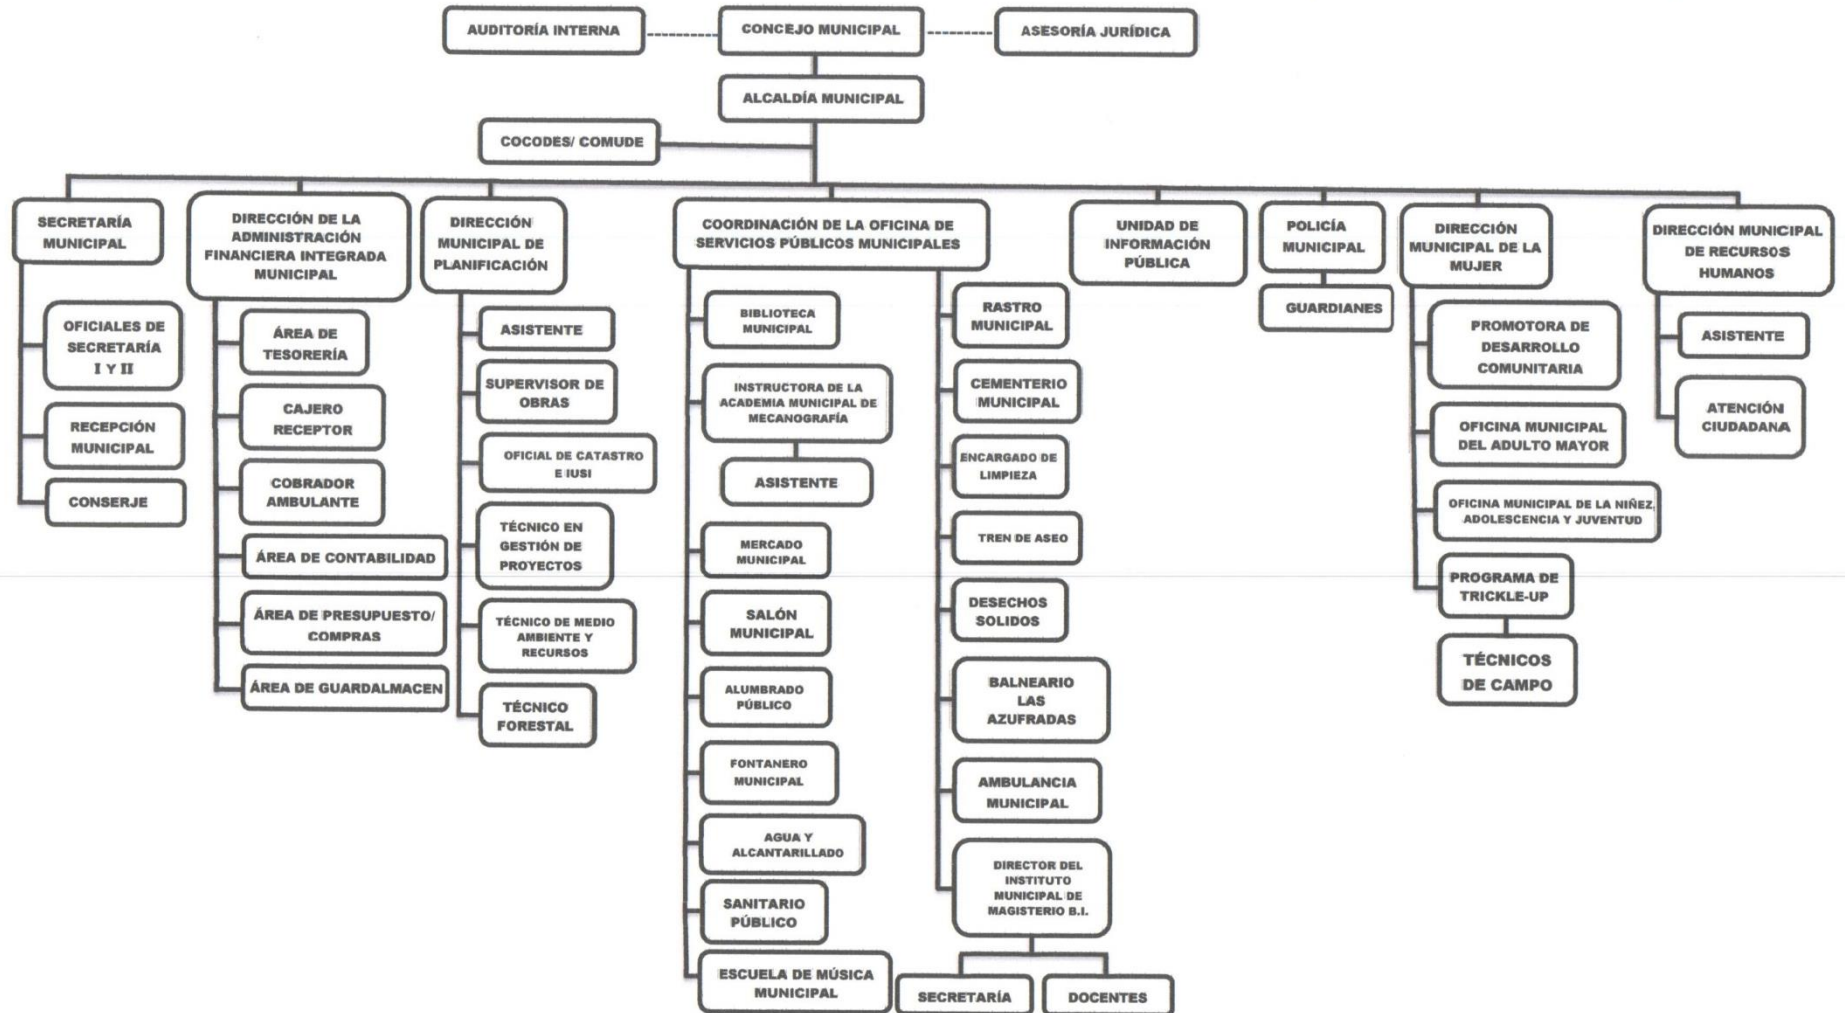 AUDITORÍA INTERNA
CONCEJO MUNICIPAL
ASESORÍA JURÍDICA
ALCALDÍA MUNICIPAL
COCODES/ COMUDE
SECRETARÍA
MUNICIPAL
OFICIALES DE
SECRETARÍA
I Y II
RECEPCIÓN
MUNICIPAL
CONSERJE
DIRECCIÓN DE LA
ADMINISTRACIÓN
FINANCIERA INTEGRADA
MUNICIPAL
ÁREA DE
TESORERÍA
CAJERO
RECEPTOR
COBRADOR
AMBULANTE
ÁREA DE CONTABILIDAD
ÁREA DE PRESUPUESTO/
COMPRAS
ÁREA DE GUARDALMACEN
DIRECCIÓN
MUNICIPAL DE
PLANIFICACIÓN
ASISTENTE
SUPERVISOR DE
OBRAS
OFICIAL DE CATASTRO
E IUSI
TÉCNICO EN
GESTIÓN DE
PROYECTOS
TÉCNICO DE MEDIO
AMBIENTE Y
RECURSOS
TÉCNICO
FORESTAL
COORDINACIÓN DE LA OFICINA DE
SERVICIOS PÚBLICOS MUNICIPALES
BIBLIOTECA
MUNICIPAL
INSTRUCTORA DE LA
ACADEMIA MUNICIPAL DE
MECANOGRAFÍA
ASISTENTE
MERCADO
MUNICIPAL
SALÓN
MUNICIPAL
ALUMBRADO
PÚBLICO
FONTANERO
MUNICIPAL
AGUA Y
ALCANTARILLADO
SANITARIO
PÚBLICO
ESCUELA DE MÚSICA
MUNICIPAL
RASTRO
MUNICIPAL
CEMENTERIO
MUNICIPAL
ENCARGADO DE
LIMPIEZA
TREN DE ASEO
DESECHOS
SOLIDOS
BALNEARIO
LAS
AZUFRADAS
AMBULANCIA
MUNICIPAL
DIRECTOR DEL
INSTITUTO
MUNICIPAL DE
MAGISTERIO B.I.
SECRETARÍA
DOCENTES
UNIDAD DE
INFORMACIÓN
PÚBLICA
POLICÍA
MUNICIPAL
GUARDIANES
DIRECCIÓN
MUNICIPAL DE LA
MUJER
PROMOTORA DE
DESARROLLO
COMUNITARIA
OFICINA MUNICIPAL
DEL ADULTO MAYOR
OFICINA MUNICIPAL DE LA NIÑEZ,
ADOLESCENCIA Y JUVENTUD
PROGRAMA DE
TRICKLE-UP
TÉCNICOS
DE CAMPO
DIRECCIÓN MUNICIPAL
DE RECURSOS
HUMANOS
ASISTENTE
ATENCIÓN
CIUDADANA